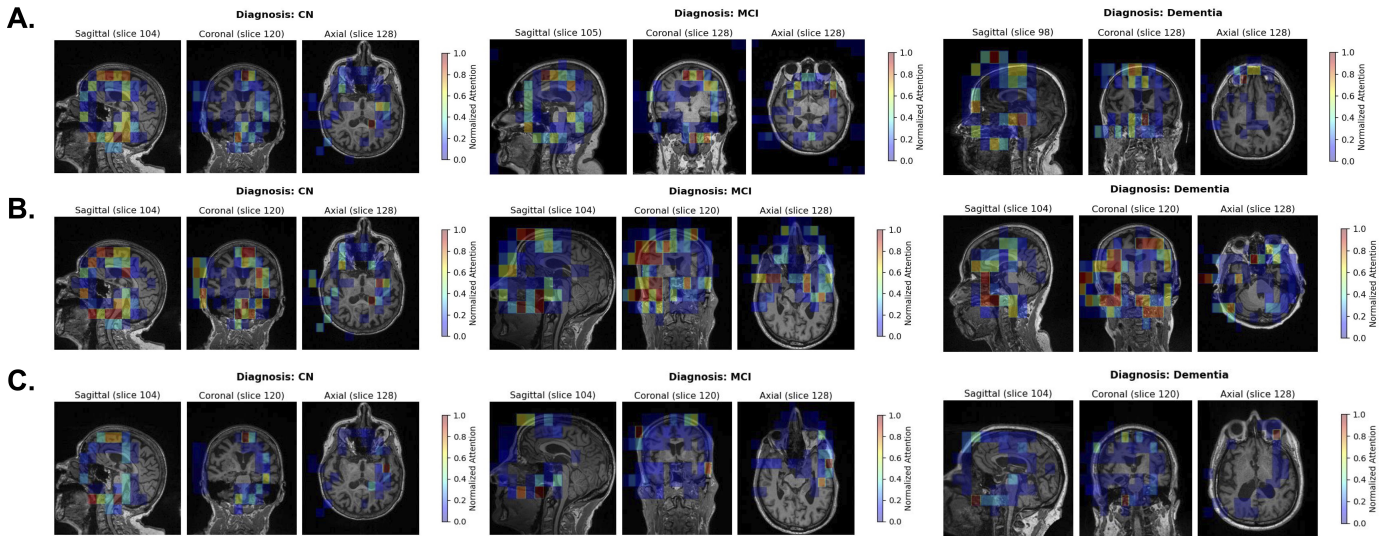 A.
Diagnosis: CN
Sagittal (slice 104) Coronal (slice 120) Axial (slice 128)
1.0
0.8
0.6
0.4
0.2
0.0
Normalized Attention
Diagnosis: MCI
Sagittal (slice 105) Coronal (slice 128) Axial (slice 128)
1.0
0.8
0.6
0.4
0.2
0.0
Normalized Attention
Diagnosis: Dementia
Sagittal (slice 98) Coronal (slice 128) Axial (slice 128)
1.0
0.8
0.6
0.4
0.2
0.0
Normalized Attention
B.
Diagnosis: CN
Sagittal (slice 104) Coronal (slice 120) Axial (slice 128)
1.0
0.8
0.6
0.4
0.2
0.0
Normalized Attention
Diagnosis: MCI
Sagittal (slice 104) Coronal (slice 120) Axial (slice 128)
1.0
0.8
0.6
0.4
0.2
0.0
Normalized Attention
Diagnosis: Dementia
Sagittal (slice 104) Coronal (slice 120) Axial (slice 128)
1.0
0.8
0.6
0.4
0.2
0.0
Normalized Attention
C.
Diagnosis: CN
Sagittal (slice 104) Coronal (slice 120) Axial (slice 128)
1.0
0.8
0.6
0.4
0.2
0.0
Normalized Attention
Diagnosis: MCI
Sagittal (slice 104) Coronal (slice 120) Axial (slice 128)
1.0
0.8
0.6
0.4
0.2
0.0
Normalized Attention
Diagnosis: Dementia
Sagittal (slice 104) Coronal (slice 120) Axial (slice 128)
1.0
0.8
0.6
0.4
0.2
0.0
Normalized Attention